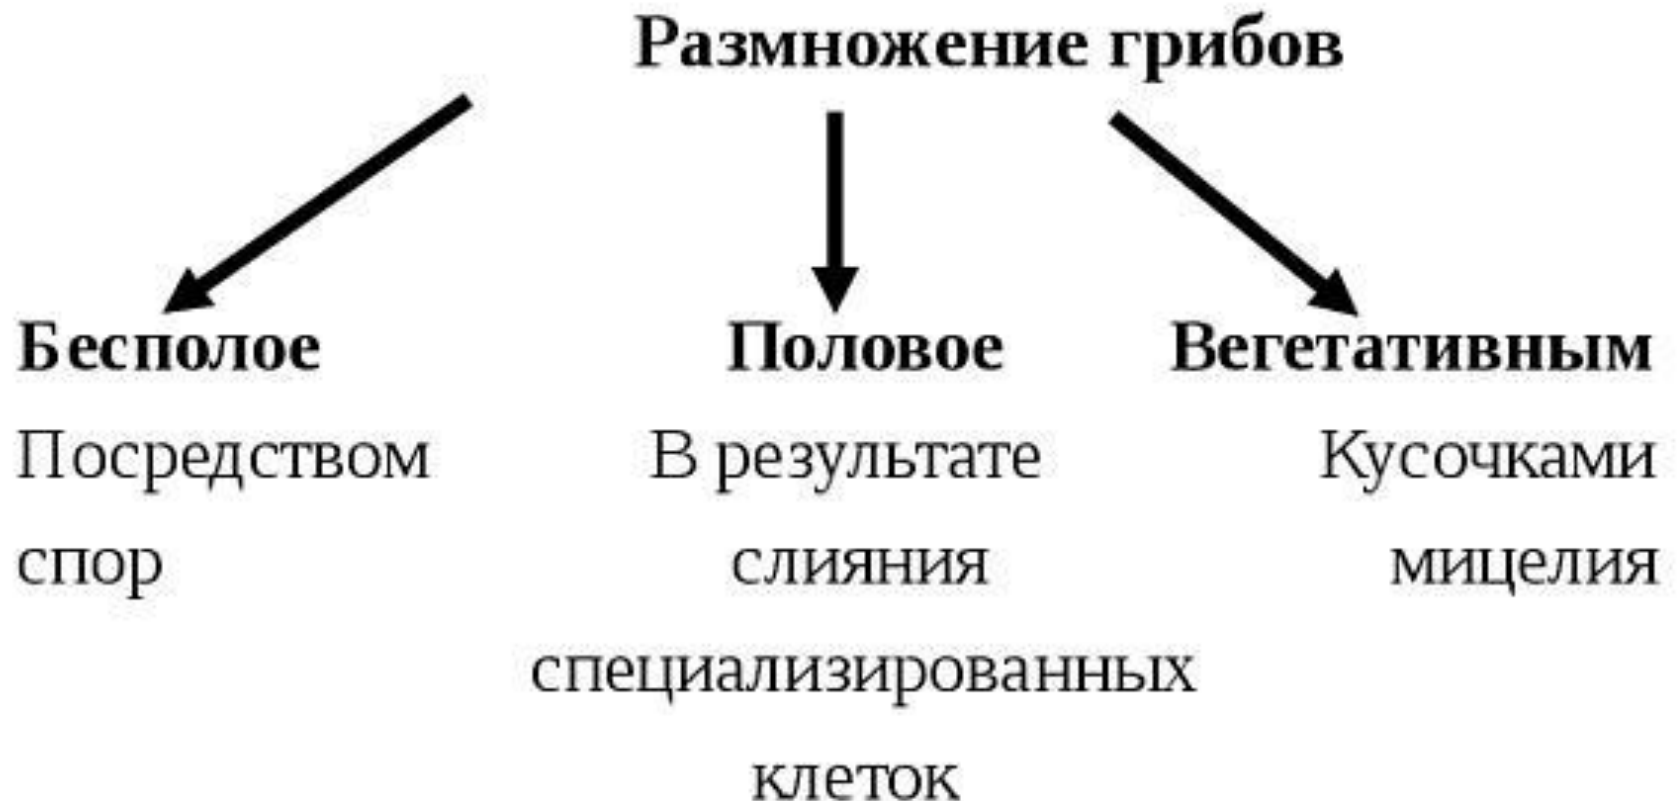 Размножение грибов
Бесполое
Посредством
спор
Половое
В результате
слияния
специализированных
клеток
Вегетативным
Кусочками
мицелия